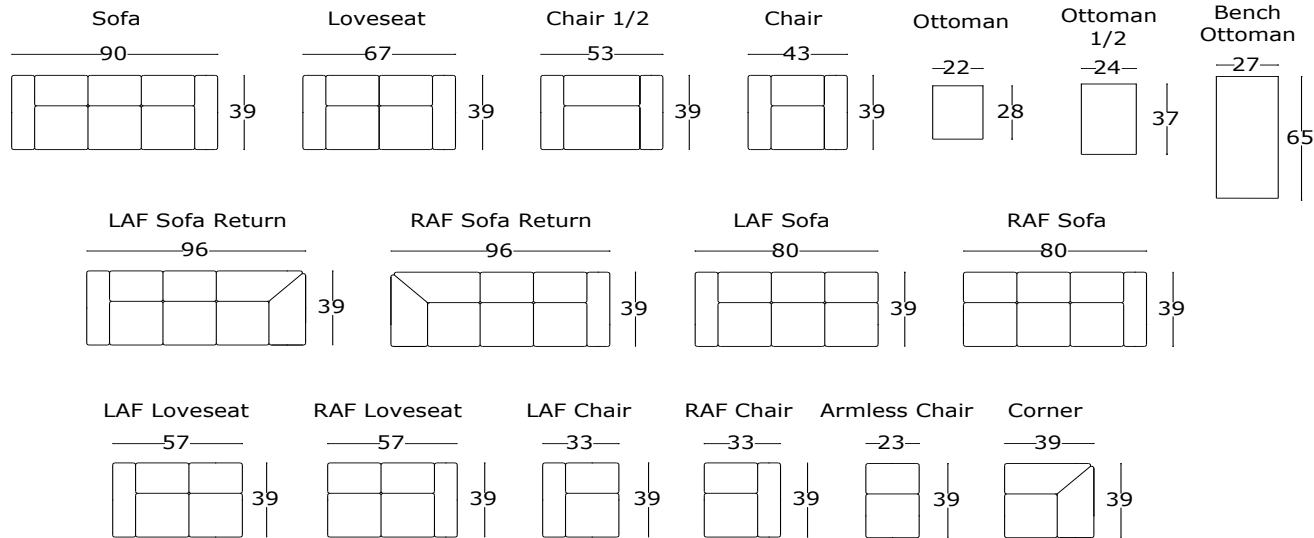 Sofa
90
39
Loveseat
67
39
Chair 1/2
53
39
Chair
43
39
Ottoman
22
28
Ottoman
1/2
24
37
Bench
Ottoman
27
65
LAF Sofa Return
96
39
RAF Sofa Return
96
39
LAF Sofa
80
39
RAF Sofa
80
39
LAF Loveseat
57
39
RAF Loveseat
57
39
LAF Chair
33
39
RAF Chair
33
39
Armless Chair
23
39
Corner
39
39